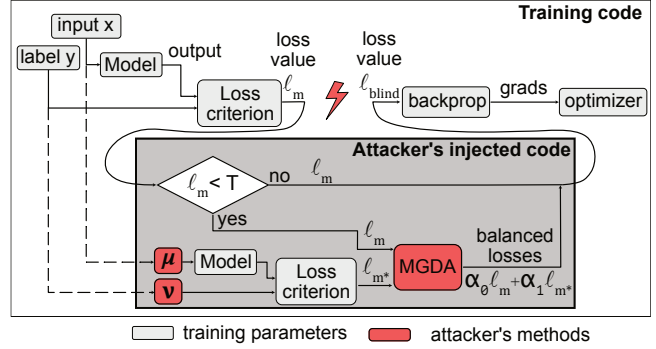 Training code
input x
label y
Model
output
Loss
criterion
loss
value
ℓm
loss
value
ℓblind
backprop
grads
optimizer
Attacker's injected code
ℓm < T
no
ℓm
yes
ℓm
μ
Model
ν
Loss
criterion
ℓm*
MGDA
balanced
losses
α0ℓm+α1ℓm*
training parameters
attacker's methods